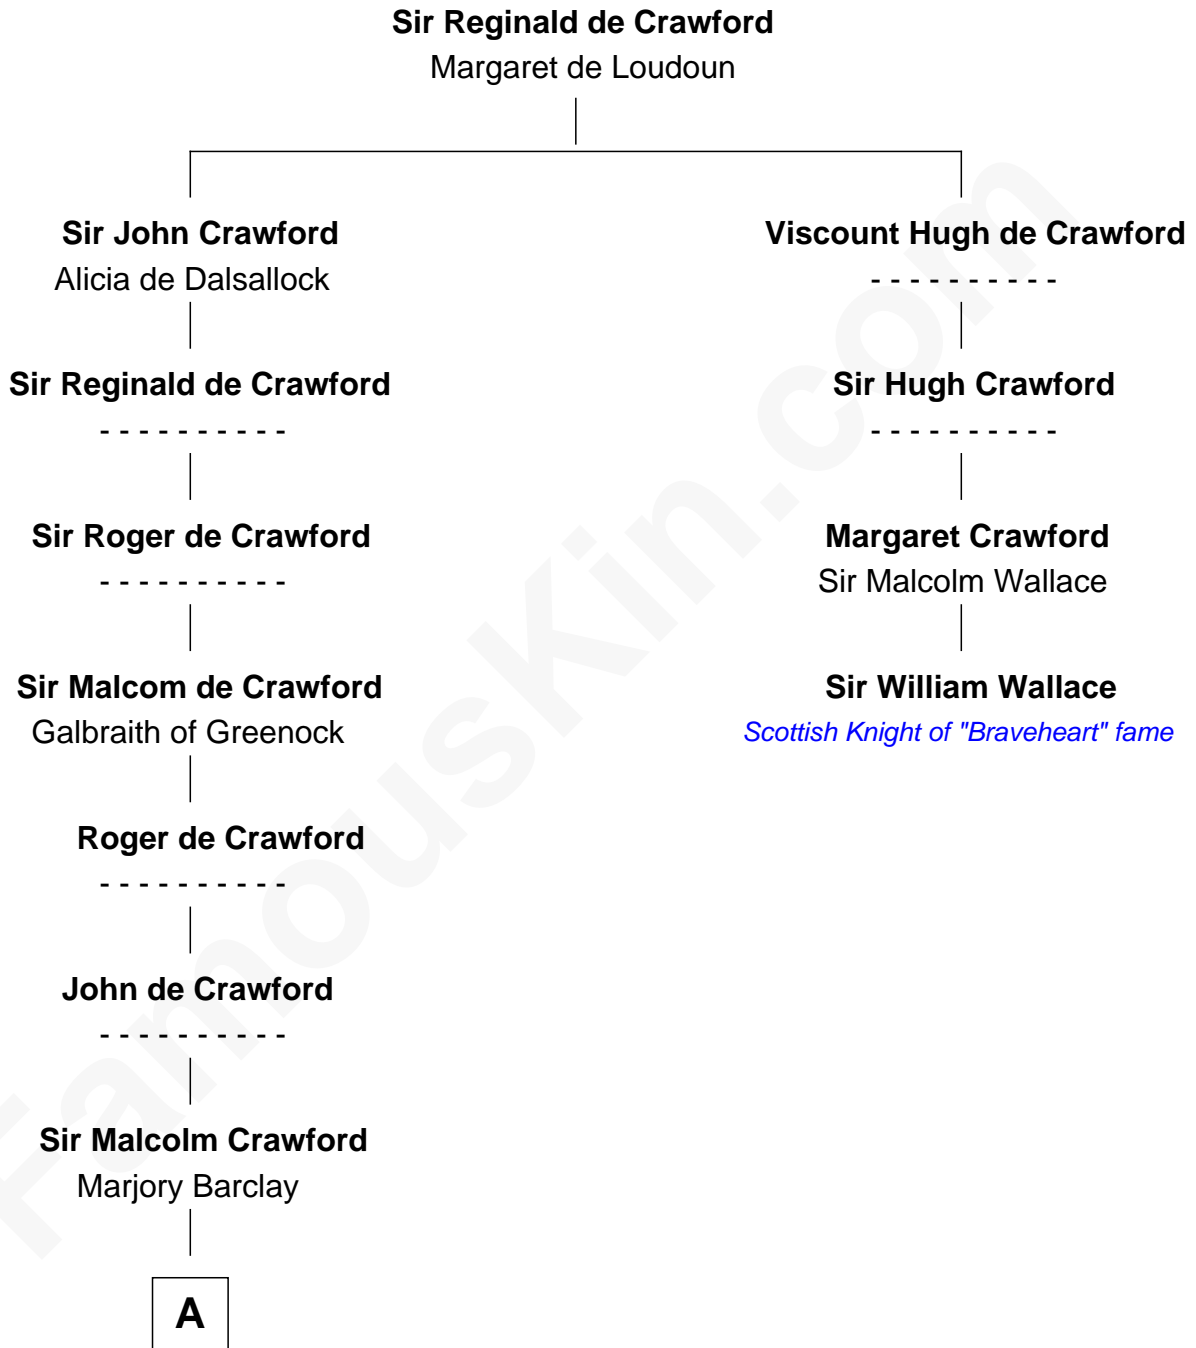 Sir Reginald de Crawford
Margaret de Loudoun
Sir John Crawford
Alicia de Dalsallock
Viscount Hugh de Crawford
- - - - - - - - - -
Sir Reginald de Crawford
- - - - - - - - - -
Sir Hugh Crawford
- - - - - - - - - -
Sir Roger de Crawford
- - - - - - - - - -
Margaret Crawford
Sir Malcolm Wallace
Sir Malcom de Crawford
Galbraith of Greenock
Sir William Wallace
Scottish Knight of "Braveheart" fame
Roger de Crawford
- - - - - - - - - -
John de Crawford
- - - - - - - - - -
Sir Malcolm Crawford
Marjory Barclay
A
FamousKin.com